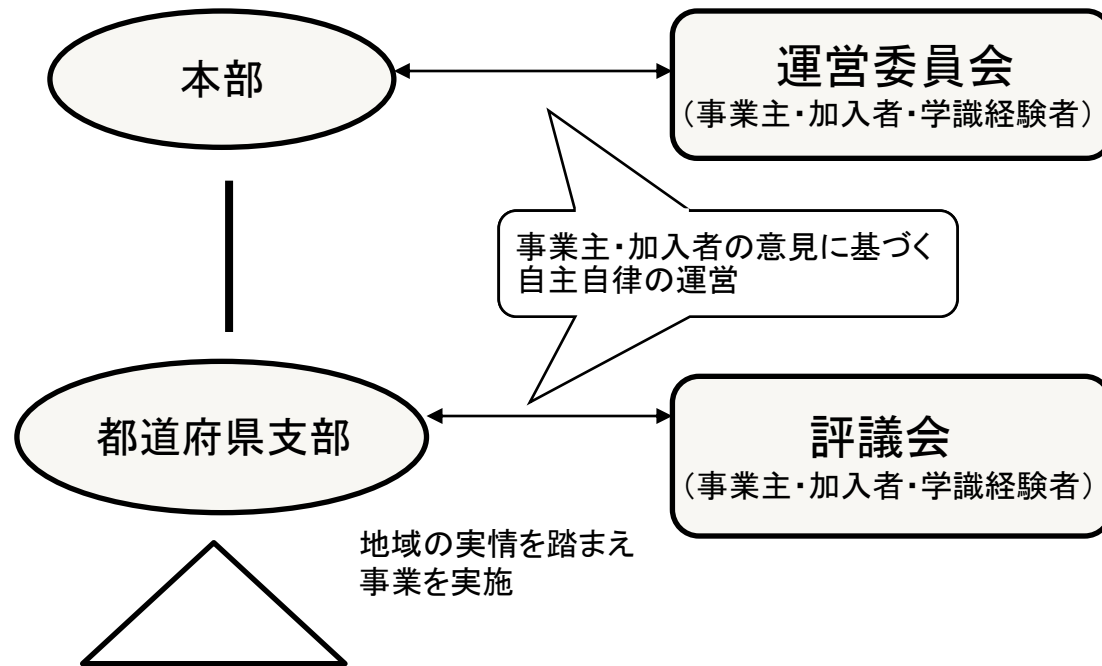 本部
運営委員会
(事業主・加入者・学識経験者)
事業主・加入者の意見に基づく
自主自律の運営
都道府県支部
評議会
(事業主・加入者・学識経験者)
地域の実情を踏まえ
事業を実施